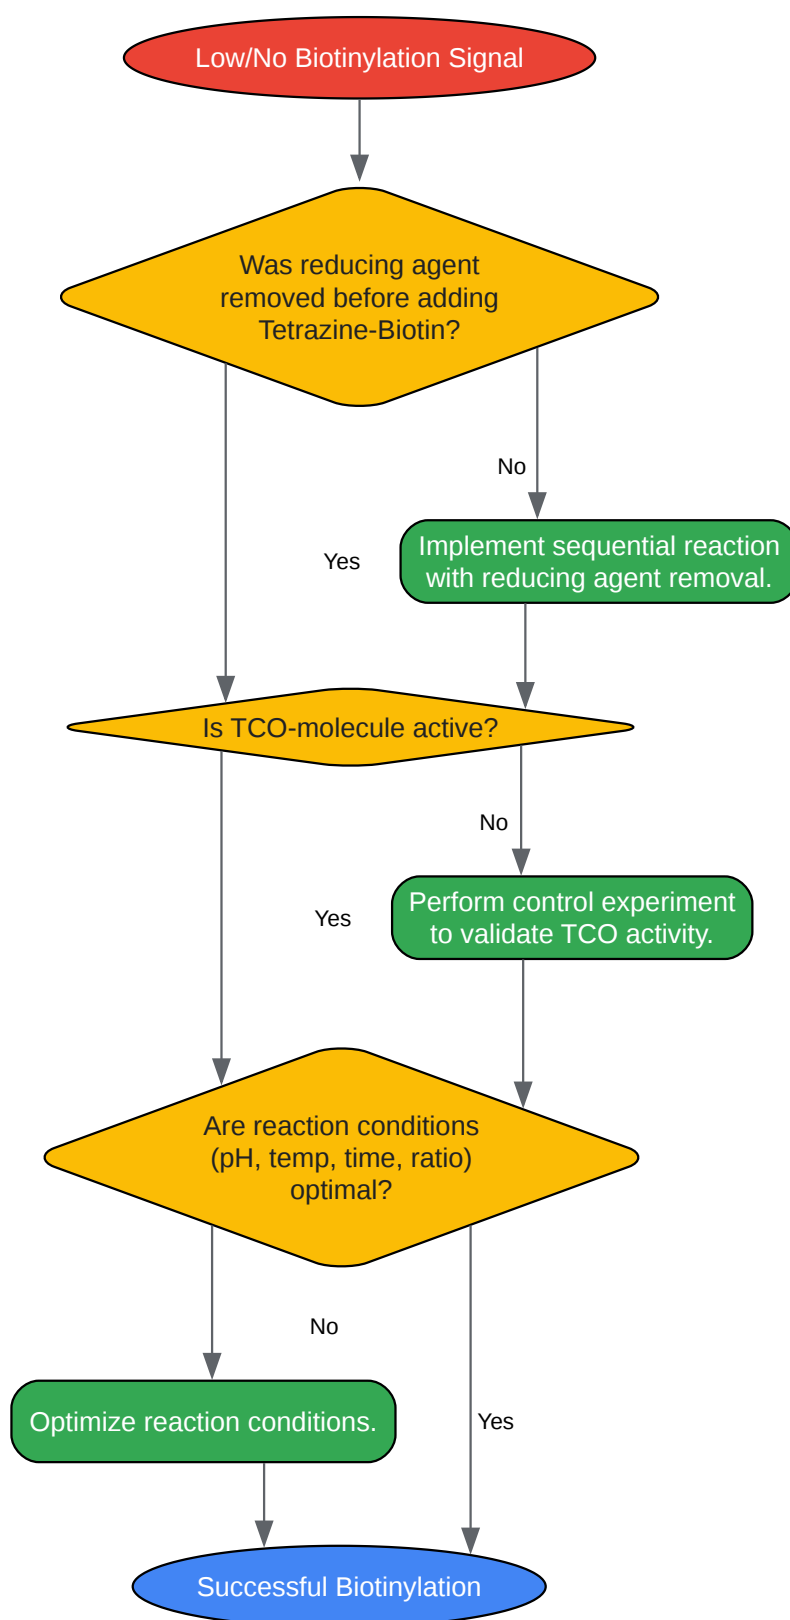 Low/No Biotinylation Signal
Was reducing agent
removed before adding
Tetrazine-Biotin?
No
Yes
Implement sequential reaction
with reducing agent removal.
Is TCO-molecule active?
No
Yes
Perform control experiment
to validate TCO activity.
Are reaction conditions
(pH, temp, time, ratio)
optimal?
No
Optimize reaction conditions.
Yes
Successful Biotinylation